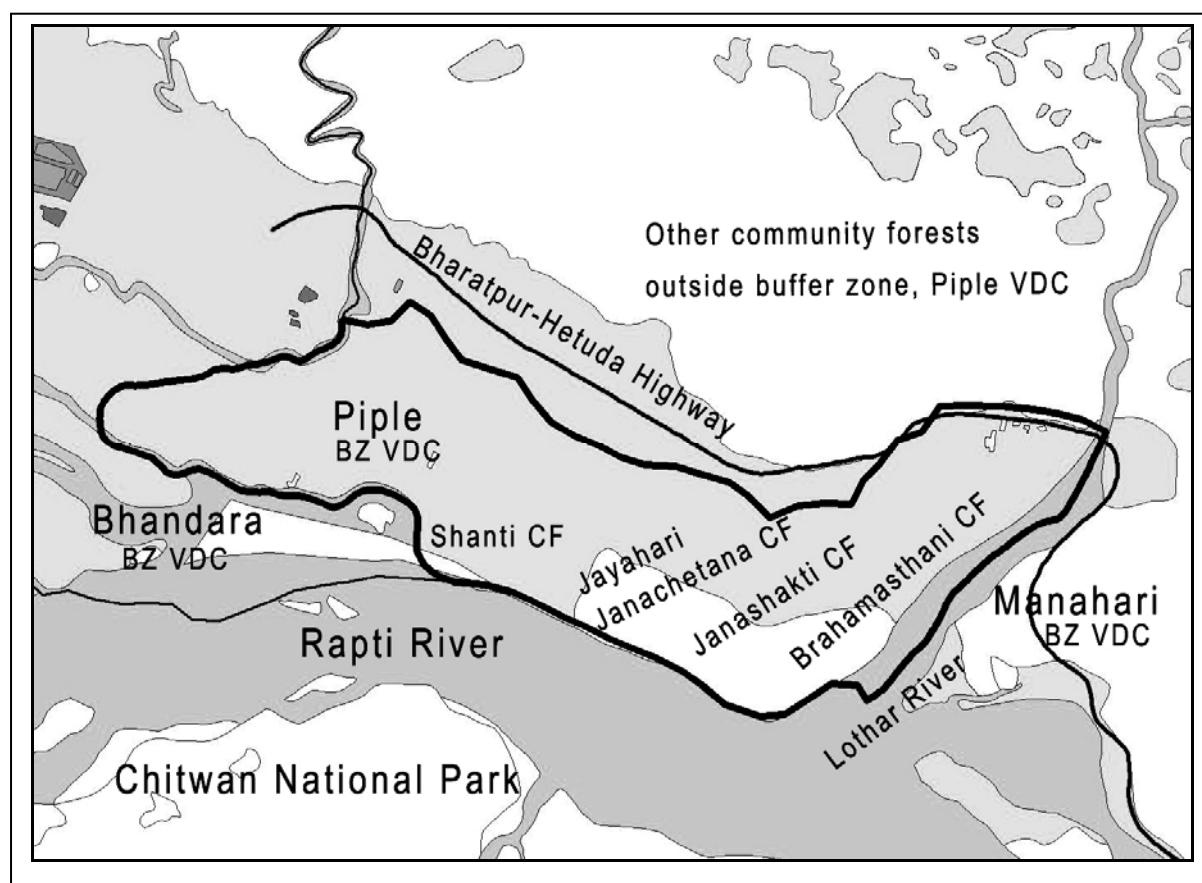 Other community forests
outside buffer zone, Piple VDC
Bharatpur-Hetuda Highway
Piple
BZ VDC
Bhandara
BZ VDC
Shanti CF
Jayahari
Janachetana CF
Janashakti CF
Brahamasthani CF
Manahari
BZ VDC
Rapti River
Lothar River
Chitwan National Park